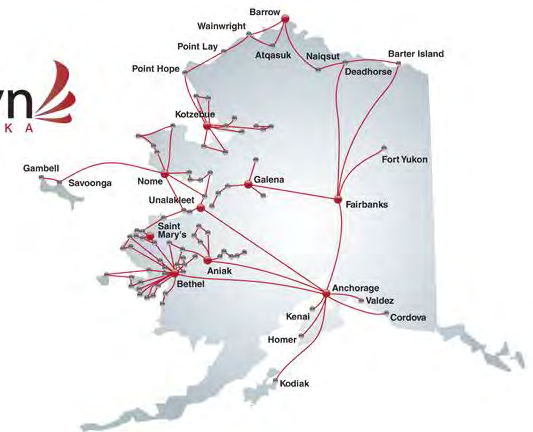 Barrow
Wainwright
Point Lay
Atqasuk
Naiqsut
Barter Island
Deadhorse
Point Hope
yn
K A
Kotzebue
Fort Yukon
Gambell
Savoonga
Nome
Galena
Unalakleet
Fairbanks
Saint
Mary's
Aniak
Bethel
Anchorage
Valdez
Kenai
Cordova
Homer
Kodiak